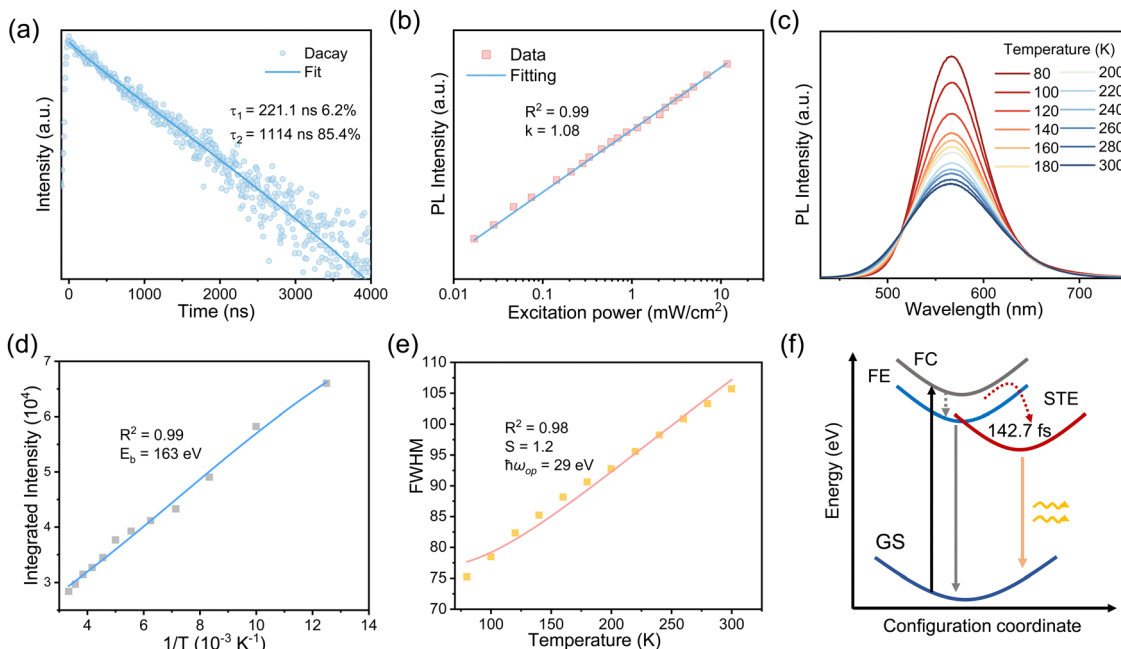 (a)
Dacay
Fit
τ1 = 221.1 ns 6.2%
τ2 = 1114 ns 85.4%
Intensity (a.u.)
0 1000 2000 3000 4000
Time (ns)
(b)
Data
Fitting
R² = 0.99
k = 1.08
PL Intensity (a.u.)
0.01 0.1 1 10
Excitation power (mW/cm²)
(c)
Temperature (K)
80 200
100 220
120 240
140 260
160 280
180 300
PL Intensity (a.u.)
500 600 700
Wavelength (nm)
(d)
R² = 0.99
E_b = 163 eV
Integrated Intensity (10⁴)
7
6
5
4
3
4 6 8 10 12 14
1/T (10⁻³ K⁻¹)
(e)
R² = 0.98
S = 1.2
ħω_op = 29 eV
FWHM
110
105
100
95
90
85
80
75
70
100 150 200 250 300
Temperature (K)
(f)
FC
FE
STE
142.7 fs
GS
Energy (eV)
Configuration coordinate